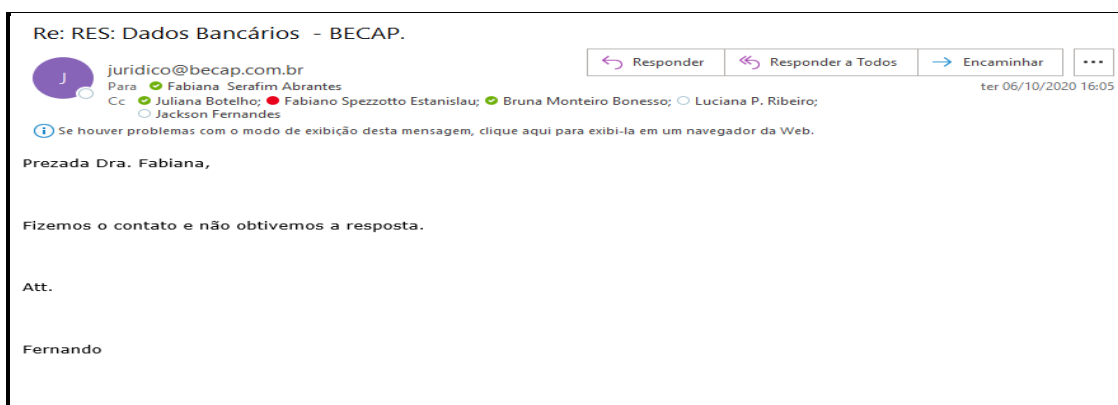 Re: RES: Dados Bancários - BECAP.
Responder
Responder a Todos
Encaminhar
J
juridico@becap.com.br
Para Fabiana Serafim Abrantes
ter 06/10/2020 16:05
Cc Juliana Botelho; Fabiano Spezzotto Estanislau; Bruna Monteiro Bonesso; Luciana P. Ribeiro;
Jackson Fernandes
Se houver problemas com o modo de exibição desta mensagem, clique aqui para exibi-la em um navegador da Web.
Prezada Dra. Fabiana,
Fizemos o contato e não obtivemos a resposta.
Att.
Fernando